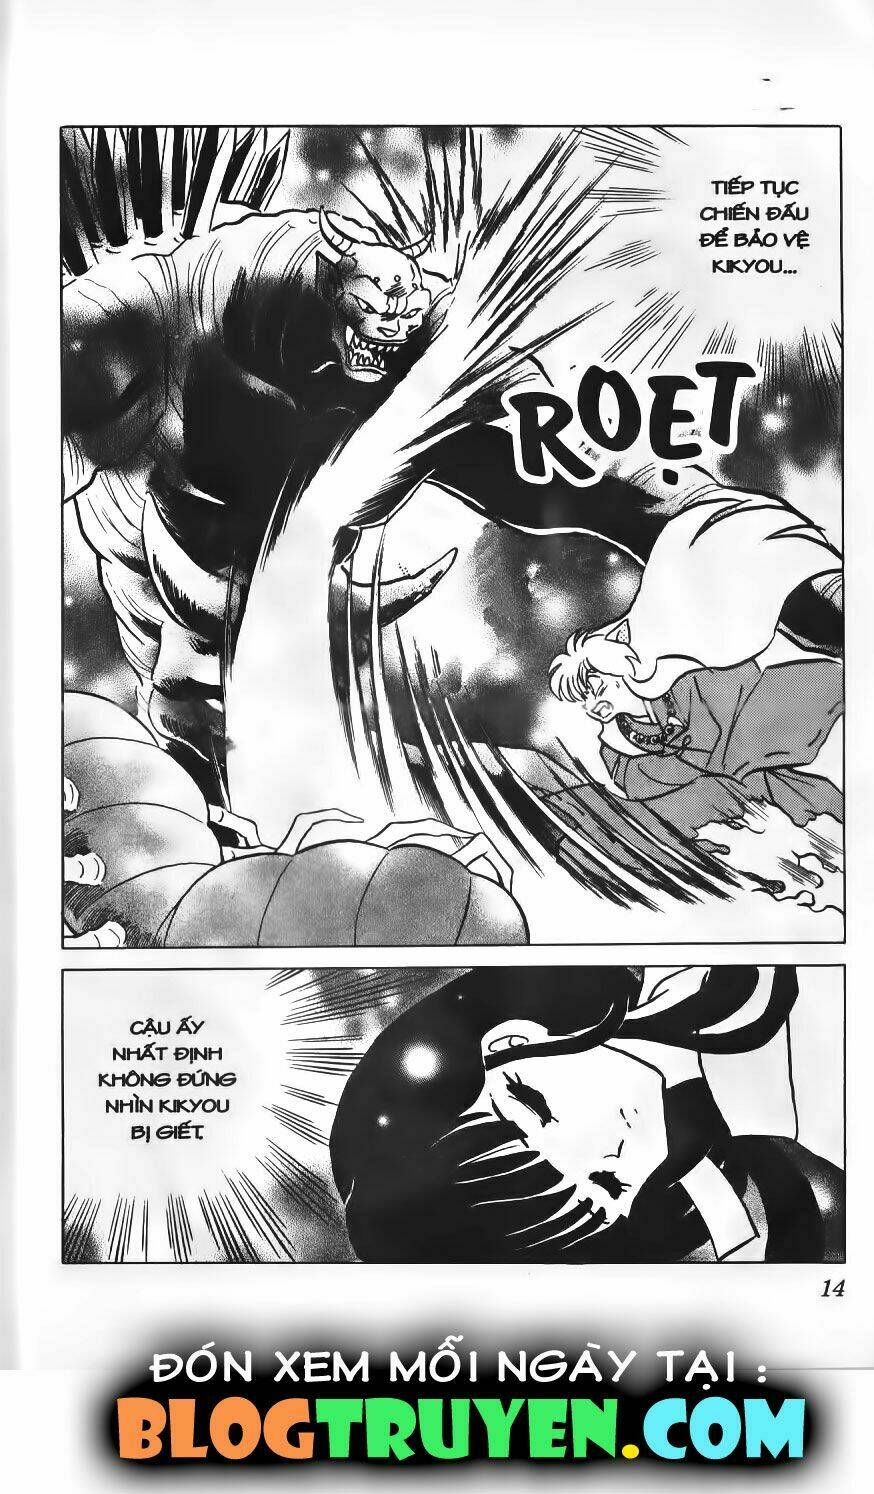 TIẾP TỤC
CHIẾN ĐẤU
ĐỂ BẢO VỆ
KIKYOU...
ROẸT
CẬU ẤY
NHẤT ĐỊNH
KHÔNG ĐỨNG
NHÌN KIKYOU
BỊ GIẾT.
14
ĐÓN XEM MỖI NGÀY TẠI :
BLOGTRUYEN.COM